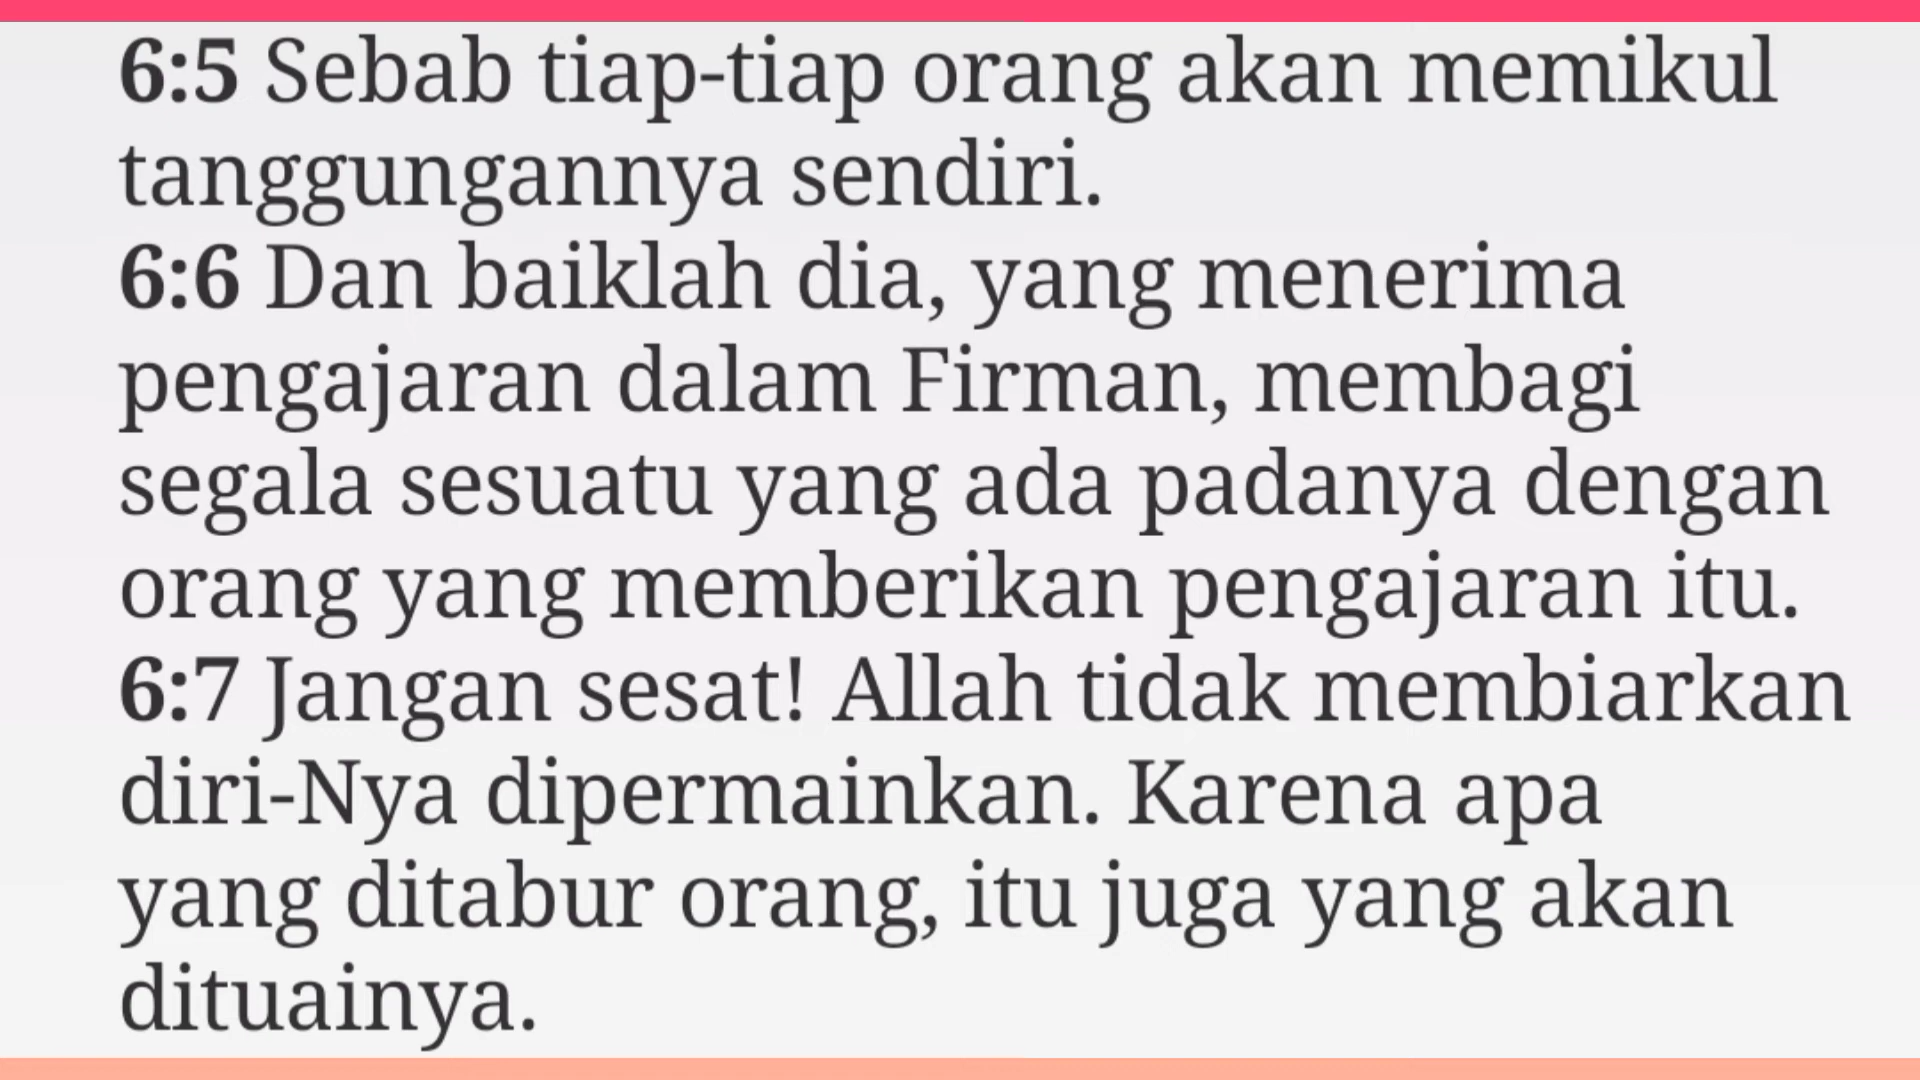 6:5 Sebab tiap-tiap orang akan memikul
tanggungannya sendiri.
6:6 Dan baiklah dia, yang menerima
pengajaran dalam Firman, membagi
segala sesuatu yang ada padanya dengan
orang yang memberikan pengajaran itu.
6:7 Jangan sesat! Allah tidak membiarkan
diri-Nya dipermainkan. Karena apa
yang ditabur orang, itu juga yang akan
dituainya.